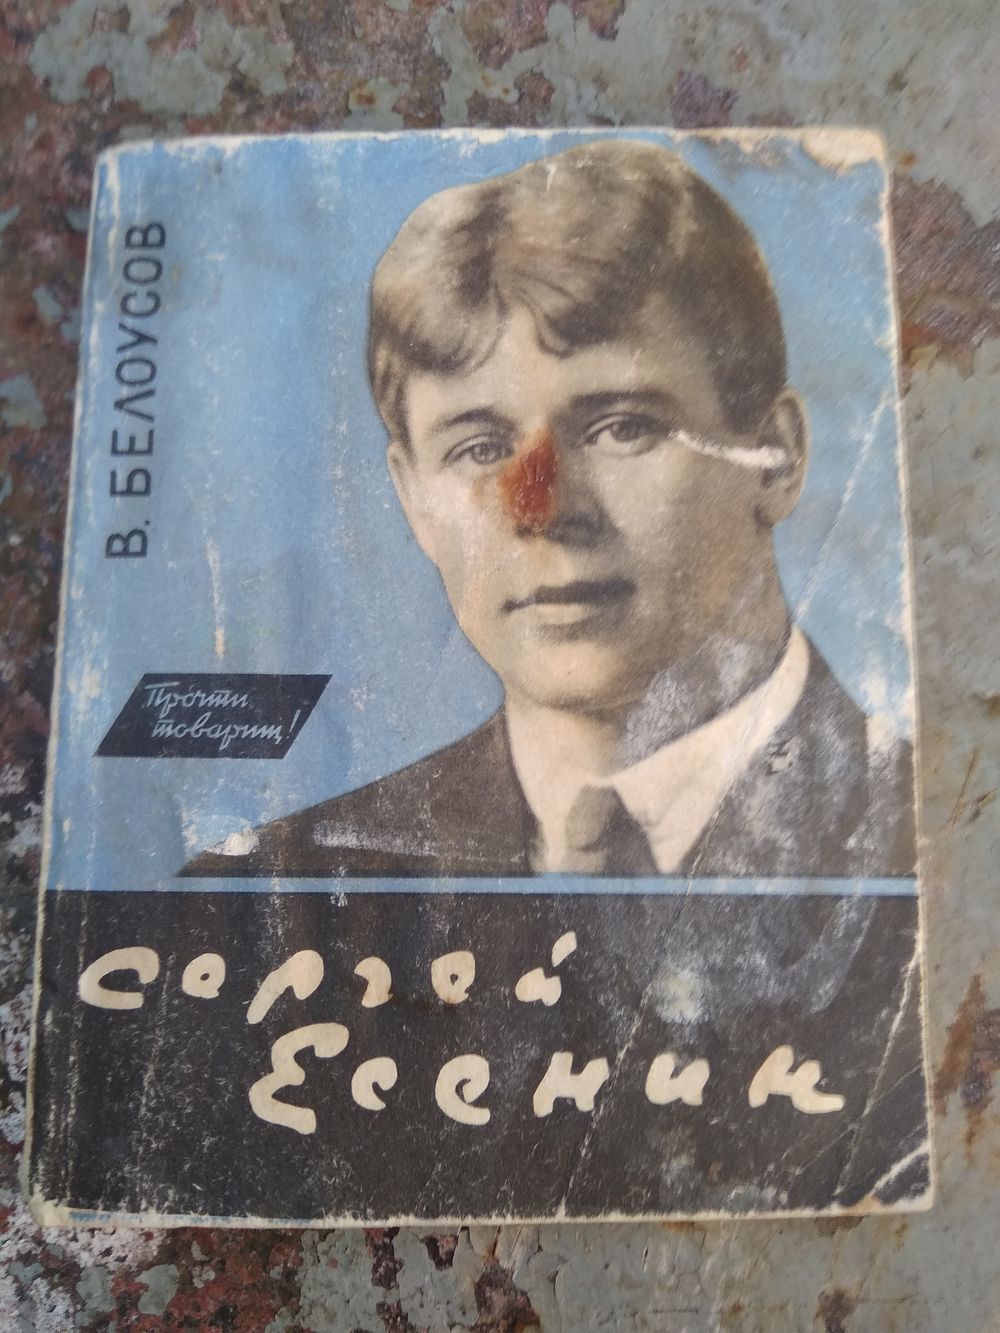 В. БЕЛОУСОВ
Прочти,
товарищ!
Сергей
Есенин